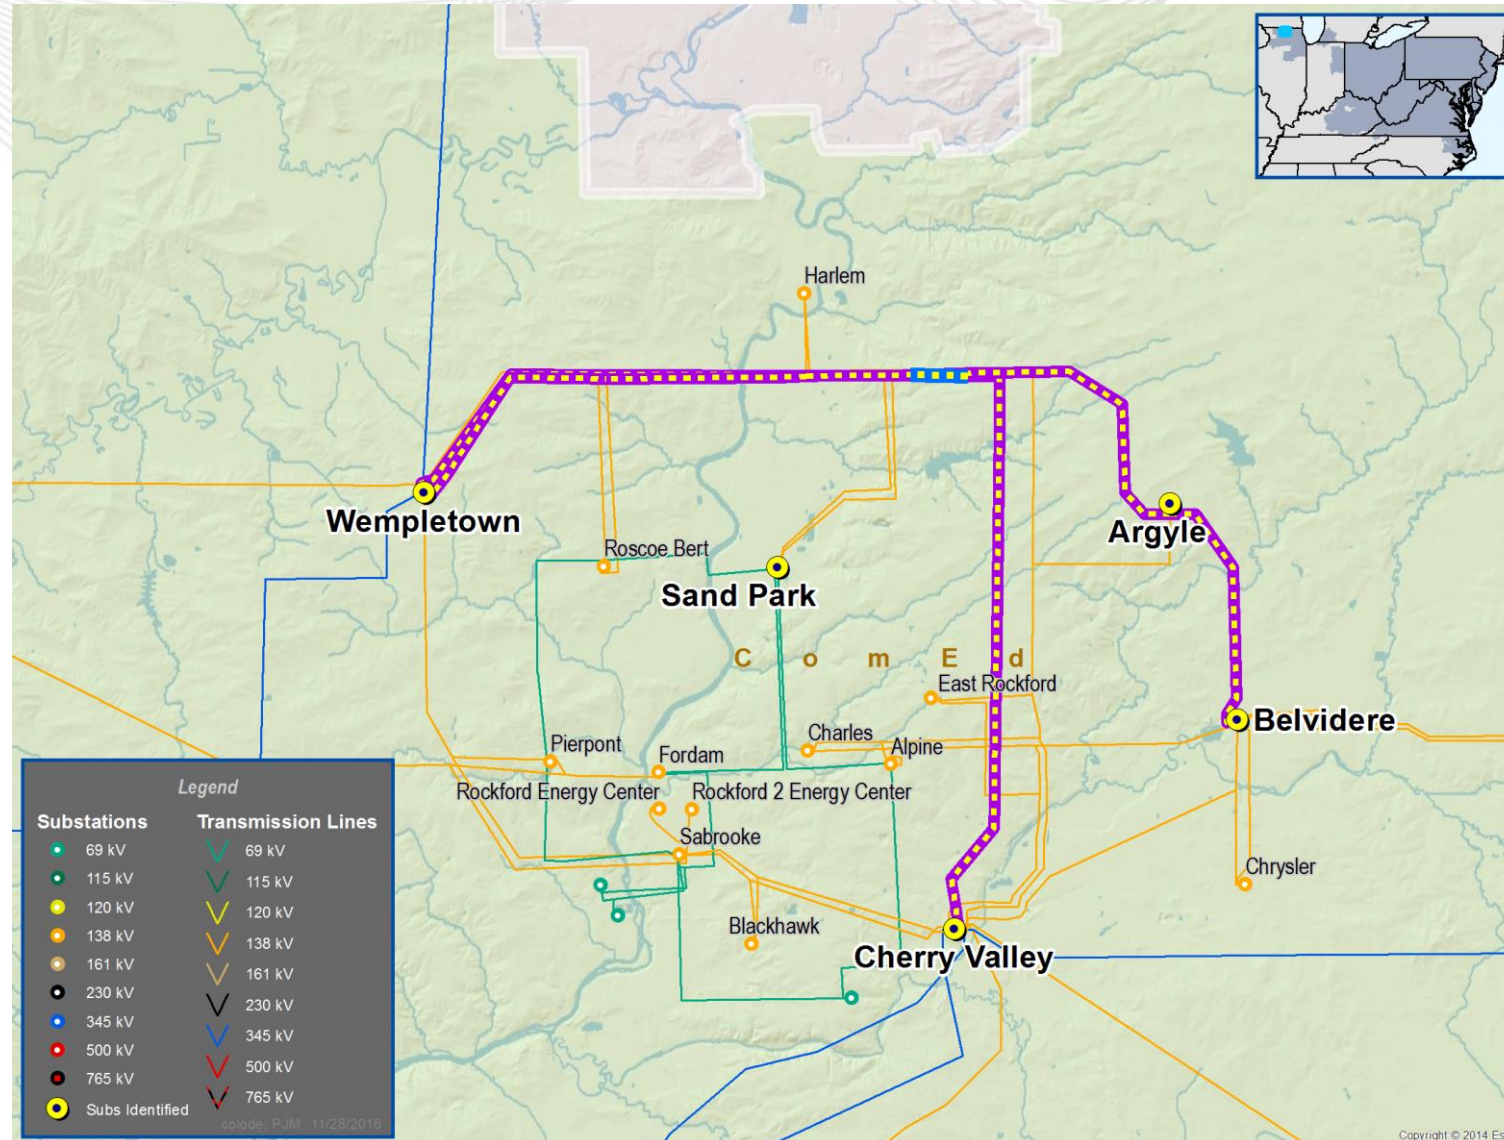 Harlem
Wempletown
Argyle
Roscoe Bert
Sand Park
C o m E d
East Rockford
Belvidere
Charles
Pierpont
Alpine
Fordam
Rockford Energy Center
Rockford 2 Energy Center
Sabrooke
Chrysler
Blackhawk
Cherry Valley
Legend
Substations
69 kV
115 kV
120 kV
138 kV
161 kV
230 kV
345 kV
500 kV
765 kV
Subs Identified
Transmission Lines
69 kV
115 kV
120 kV
138 kV
161 kV
230 kV
345 kV
500 kV
765 kV
colode, PJM 11/28/2016
Copyright © 2014 Es